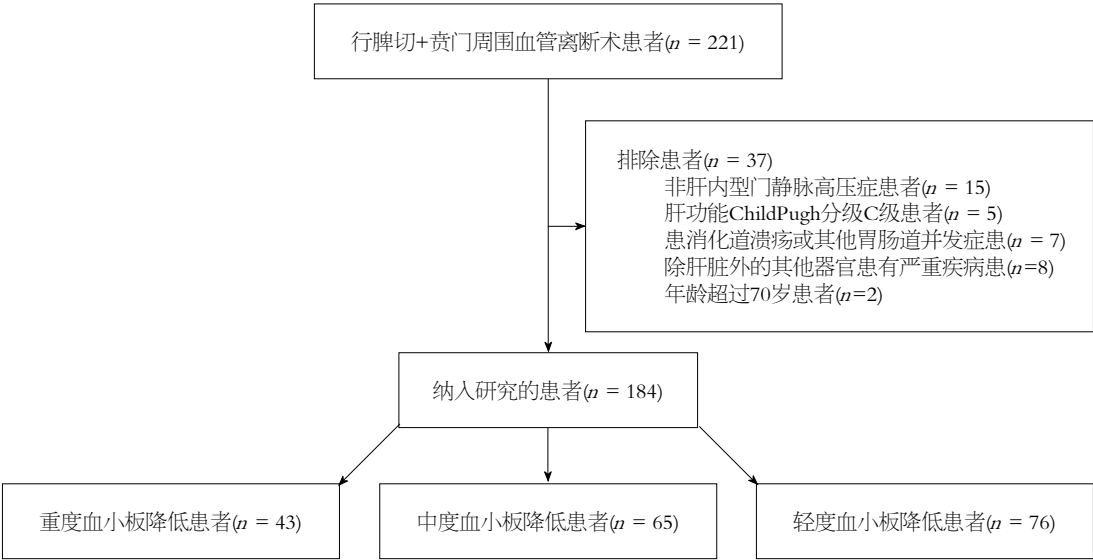 行脾切+贲门周围血管离断术患者(n = 221)
排除患者(n = 37)
非肝内型门静脉高压症患者(n = 15)
肝功能ChildPugh分级C级患者(n = 5)
患消化道溃疡或其他胃肠道并发症患(n = 7)
除肝脏外的其他器官患有严重疾病患(n=8)
年龄超过70岁患者(n=2)
纳入研究的患者(n = 184)
重度血小板降低患者(n = 43)
中度血小板降低患者(n = 65)
轻度血小板降低患者(n = 76)